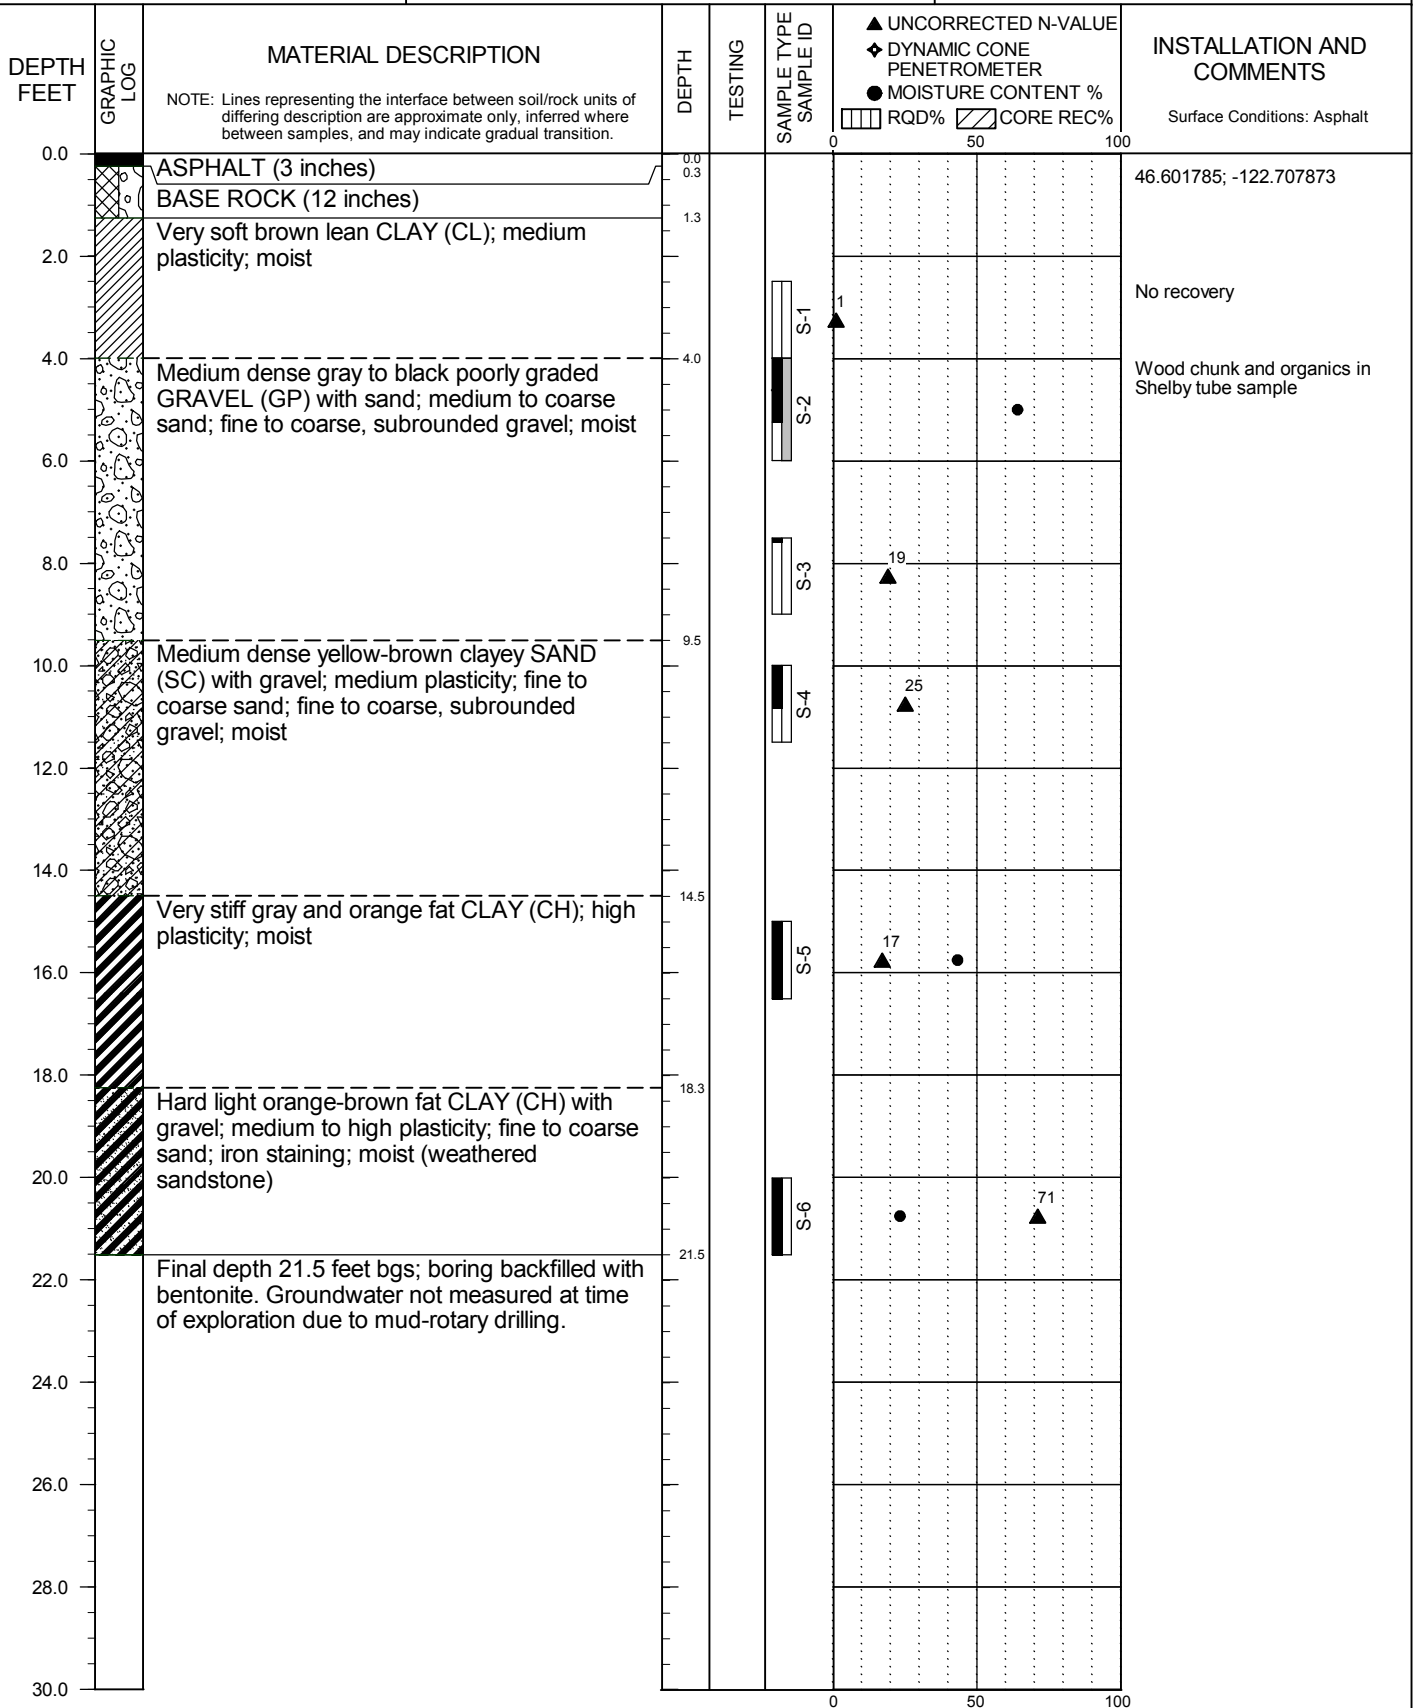 DEPTH
FEET
GRAPHIC
LOG
MATERIAL DESCRIPTION
NOTE: Lines representing the interface between soil/rock units of
differing description are approximate only, inferred where
between samples, and may indicate gradual transition.
DEPTH
TESTING
SAMPLE TYPE
SAMPLE ID
UNCORRECTED N-VALUE
DYNAMIC CONE
PENETROMETER
MOISTURE CONTENT %
RQD% CORE REC%
0 50 100
INSTALLATION AND
COMMENTS
Surface Conditions: Asphalt
0.0
ASPHALT (3 inches)
0.0
0.3
46.601785; -122.707873
BASE ROCK (12 inches)
1.3
Very soft brown lean CLAY (CL); medium
plasticity; moist
2.0
S-1
1
No recovery
4.0
4.0
Medium dense gray to black poorly graded
GRAVEL (GP) with sand; medium to coarse
sand; fine to coarse, subrounded gravel; moist
S-2
Wood chunk and organics in
Shelby tube sample
6.0
8.0
S-3
19
9.5
Medium dense yellow-brown clayey SAND
(SC) with gravel; medium plasticity; fine to
coarse sand; fine to coarse, subrounded
gravel; moist
10.0
S-4
25
12.0
14.0
14.5
Very stiff gray and orange fat CLAY (CH); high
plasticity; moist
S-5
17
16.0
18.0
18.3
Hard light orange-brown fat CLAY (CH) with
gravel; medium to high plasticity; fine to coarse
sand; iron staining; moist (weathered
sandstone)
20.0
S-6
71
21.5
Final depth 21.5 feet bgs; boring backfilled with
bentonite. Groundwater not measured at time
of exploration due to mud-rotary drilling.
22.0
24.0
26.0
28.0
30.0
0 50 100